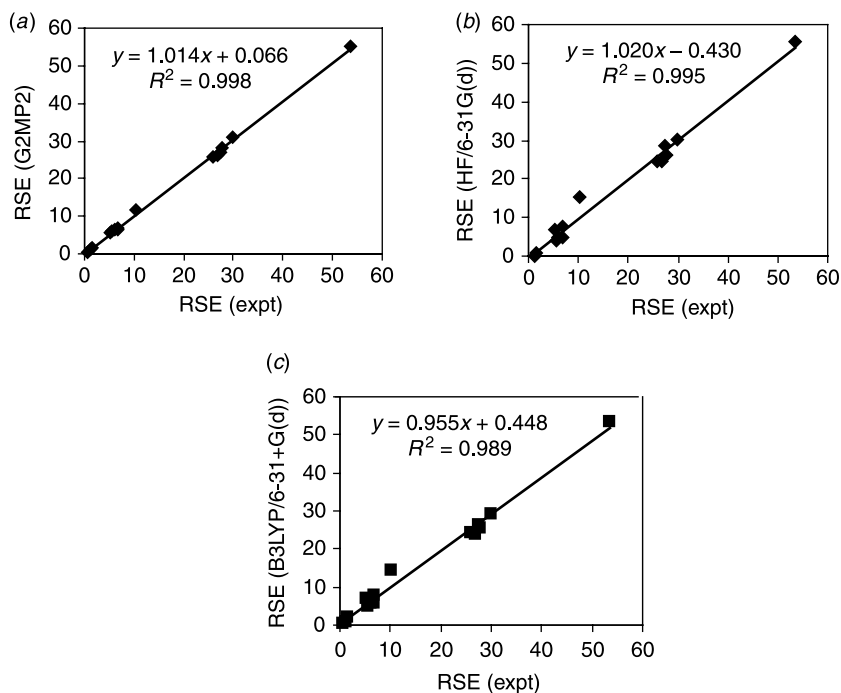 (a)
60
50
40
30
20
10
0
RSE (G2MP2)
y = 1.014x + 0.066
R² = 0.998
0 10 20 30 40 50 60
RSE (expt)
(b)
60
50
40
30
20
10
0
RSE (HF/6-31G(d))
y = 1.020x − 0.430
R² = 0.995
0 10 20 30 40 50 60
RSE (expt)
(c)
60
50
40
30
20
10
0
RSE (B3LYP/6-31+G(d))
y = 0.955x + 0.448
R² = 0.989
0 10 20 30 40 50 60
RSE (expt)